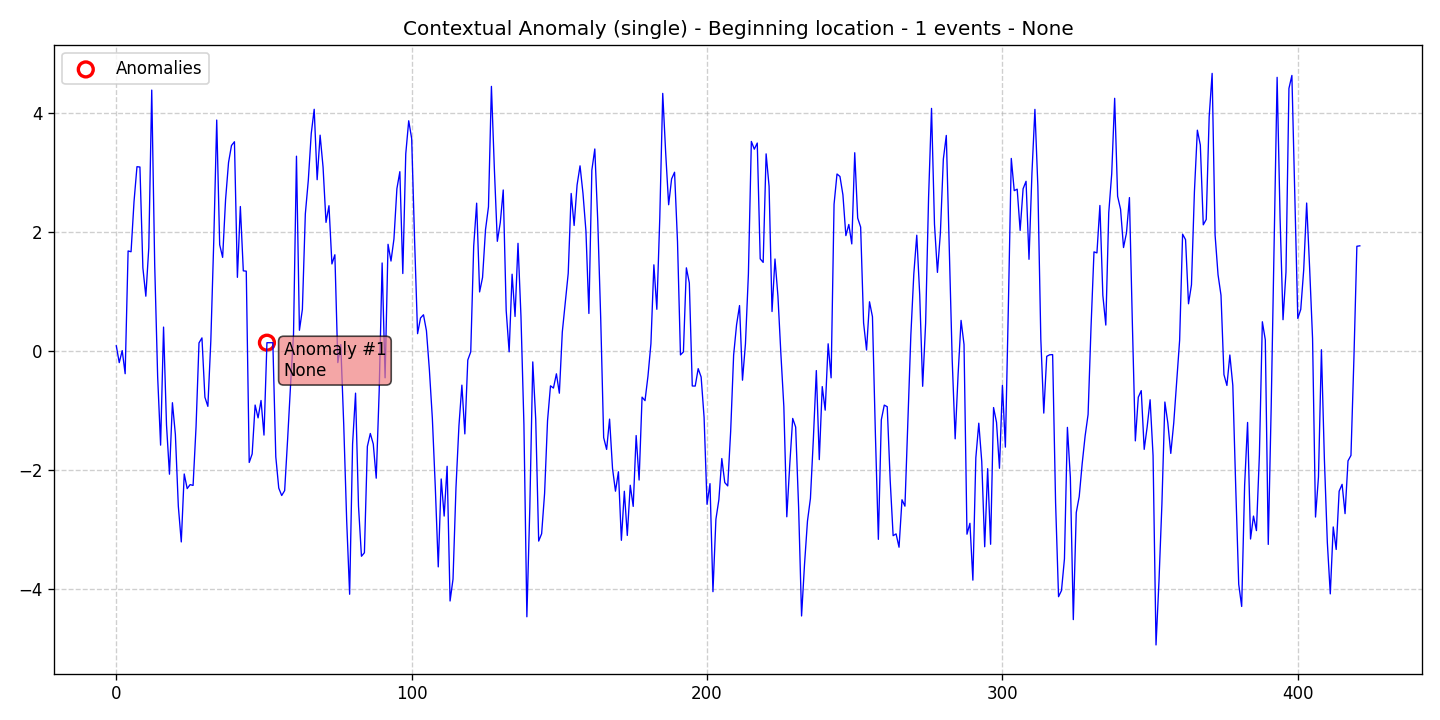 Contextual Anomaly (single) - Beginning location - 1 events - None
Anomalies
4
2
0
−2
−4
Anomaly #1
None
0
100
200
300
400